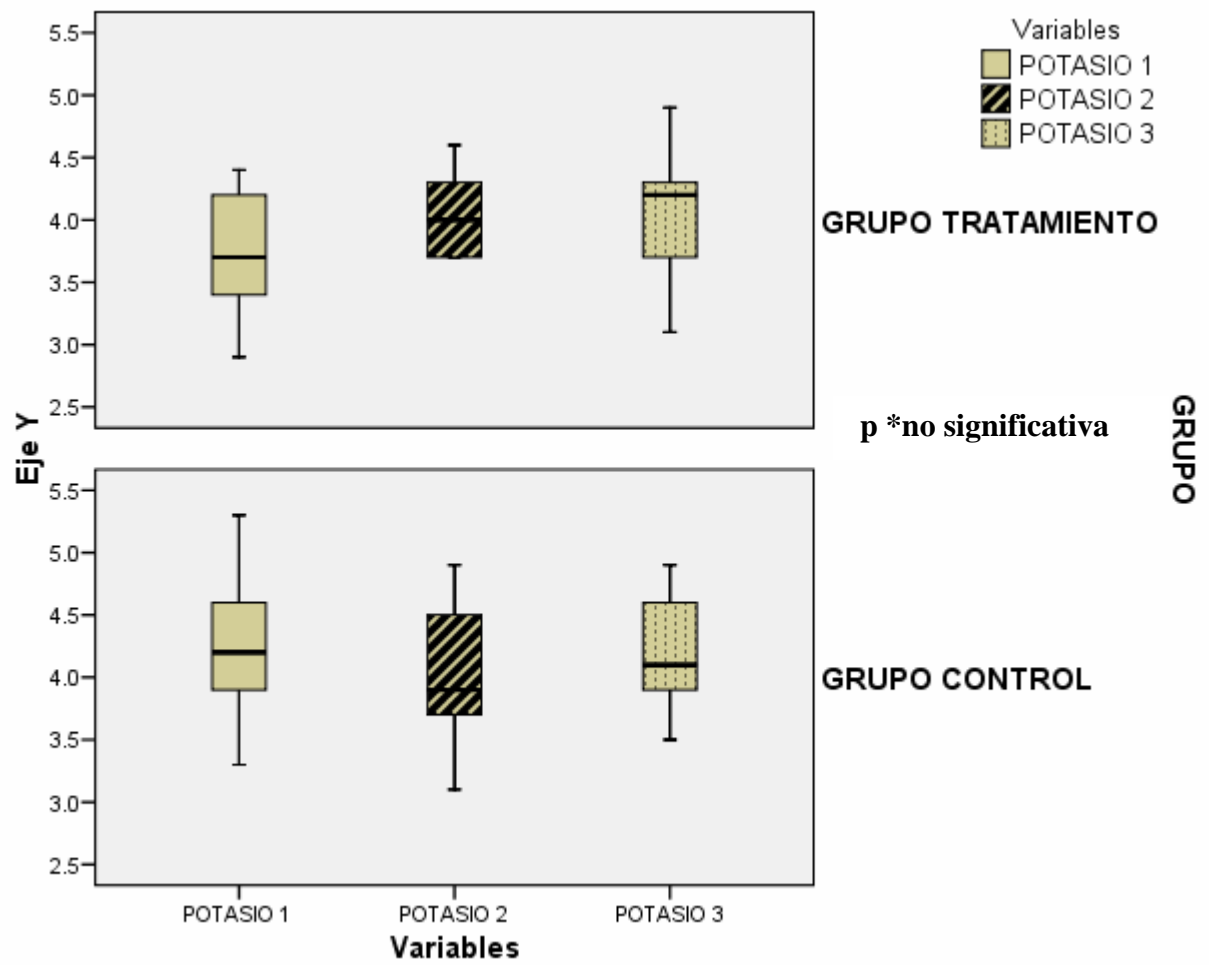 Variables
POTASIO 1
POTASIO 2
POTASIO 3
5.5
5.0
4.5
4.0
3.5
3.0
2.5
GRUPO TRATAMIENTO
p *no significativa
GRUPO
Eje Y
5.5
5.0
4.5
4.0
3.5
3.0
2.5
GRUPO CONTROL
POTASIO 1 POTASIO 2 POTASIO 3
Variables